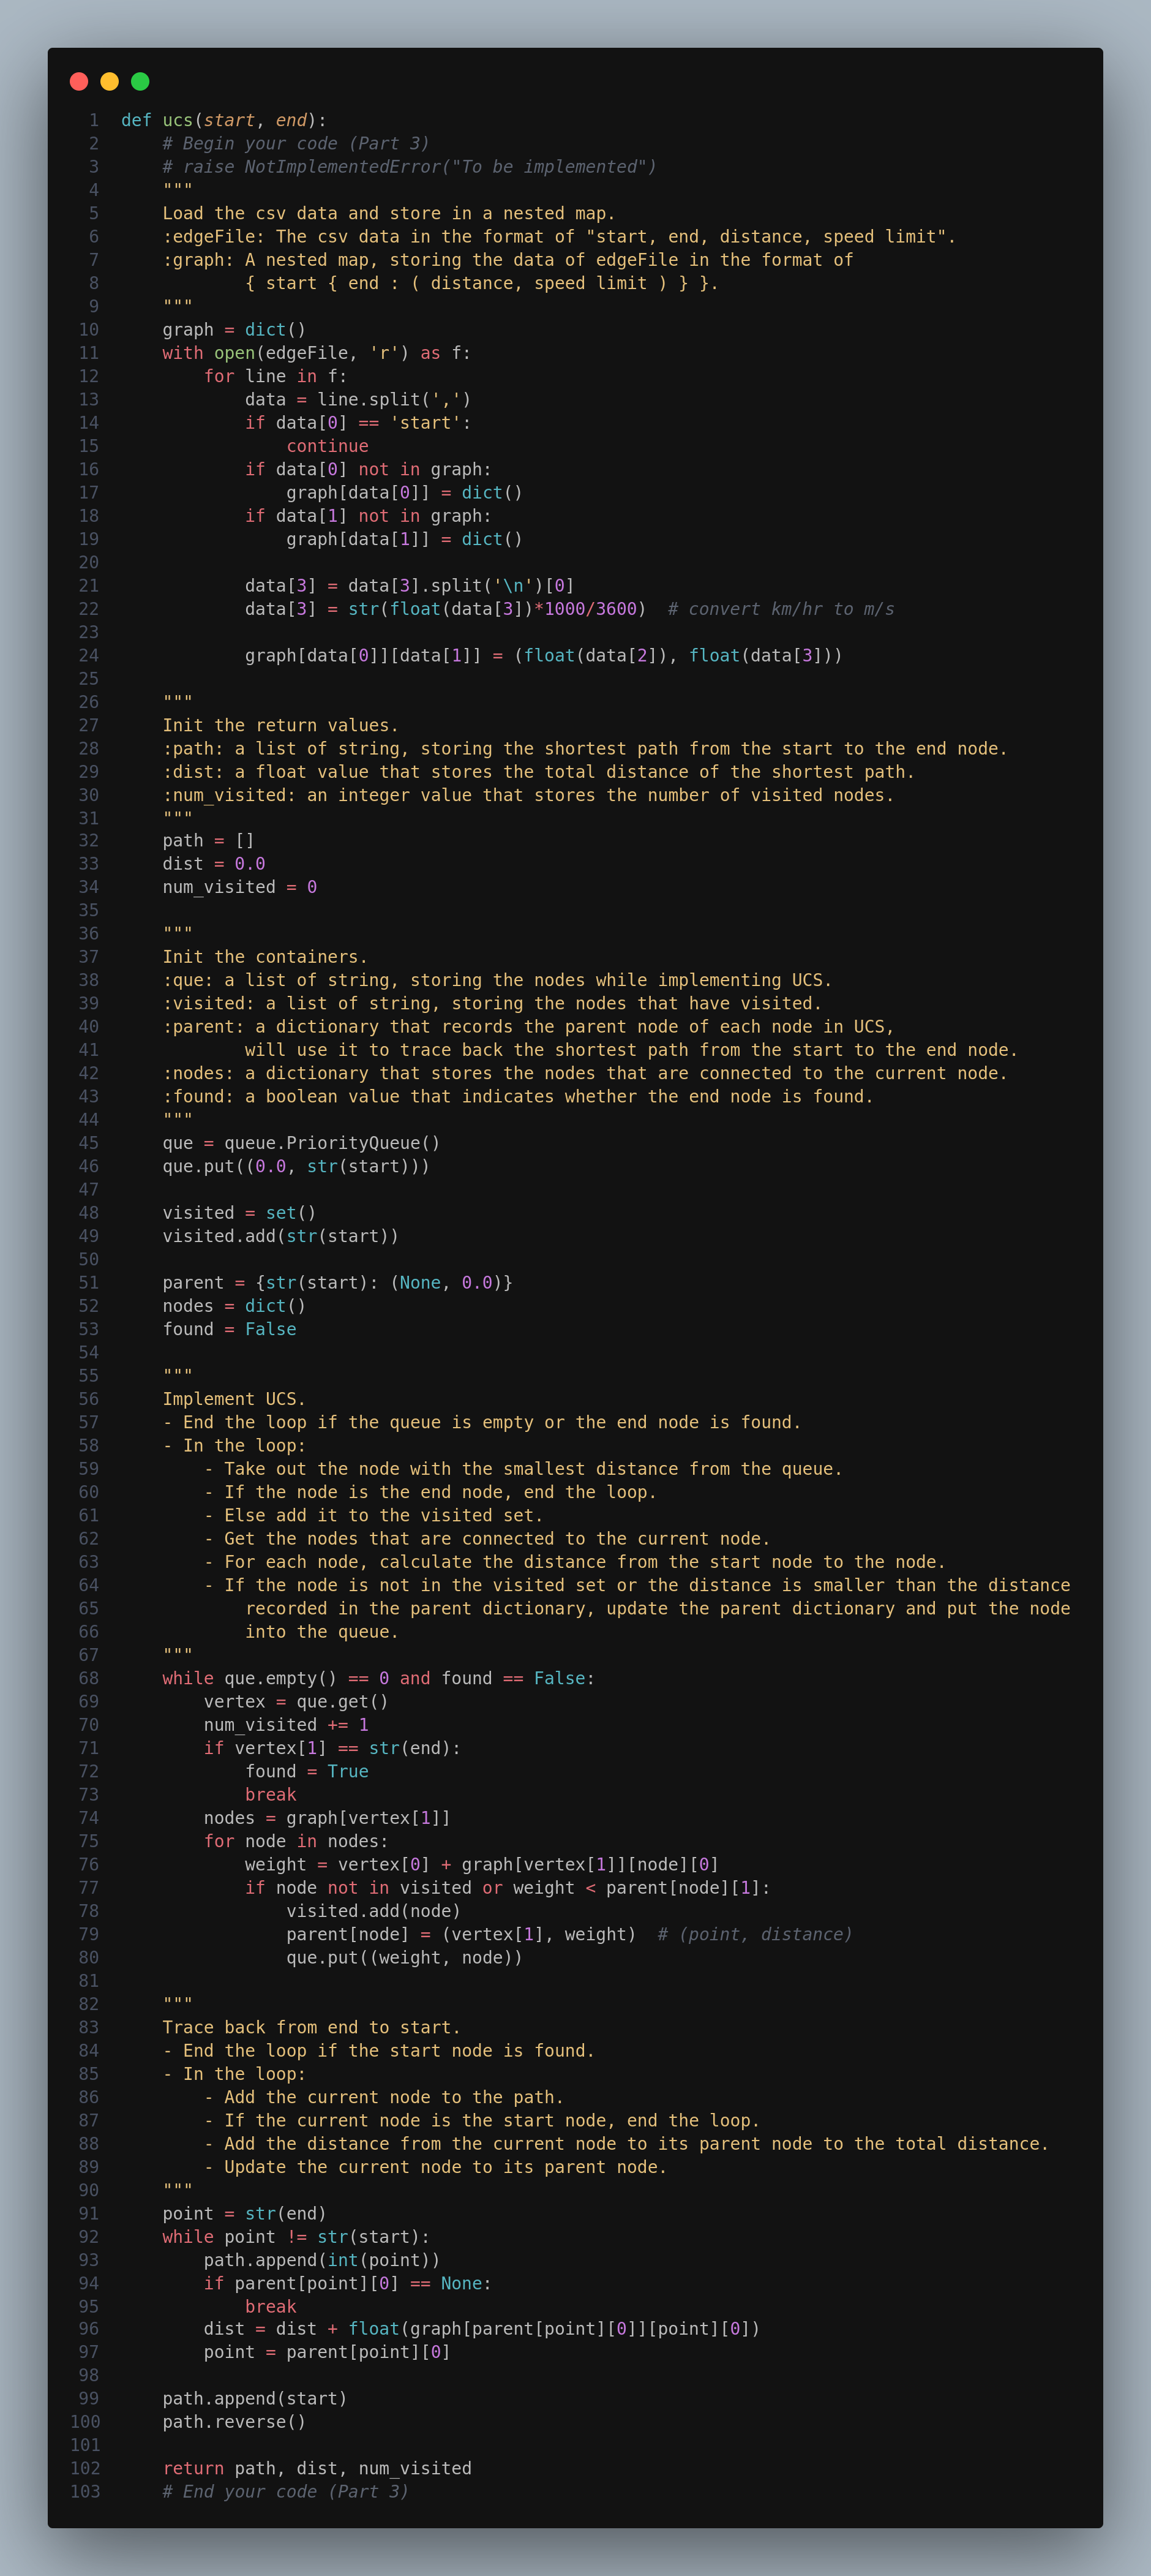 1 def ucs(start, end):
2     # Begin your code (Part 3)
3     # raise NotImplementedError("To be implemented")
4     """
5     Load the csv data and store in a nested map.
6     :edgeFile: The csv data in the format of "start, end, distance, speed limit".
7     :graph: A nested map, storing the data of edgeFile in the format of
8             { start { end : ( distance, speed limit ) } }.
9     """
10     graph = dict()
11     with open(edgeFile, 'r') as f:
12         for line in f:
13             data = line.split(',')
14             if data[0] == 'start':
15                 continue
16             if data[0] not in graph:
17                 graph[data[0]] = dict()
18             if data[1] not in graph:
19                 graph[data[1]] = dict()
20
21             data[3] = data[3].split('\n')[0]
22             data[3] = str(float(data[3])*1000/3600)  # convert km/hr to m/s
23
24             graph[data[0]][data[1]] = (float(data[2]), float(data[3]))
25
26     """
27     Init the return values.
28     :path: a list of string, storing the shortest path from the start to the end node.
29     :dist: a float value that stores the total distance of the shortest path.
30     :num_visited: an integer value that stores the number of visited nodes.
31     """
32     path = []
33     dist = 0.0
34     num_visited = 0
35
36     """
37     Init the containers.
38     :que: a list of string, storing the nodes while implementing UCS.
39     :visited: a list of string, storing the nodes that have visited.
40     :parent: a dictionary that records the parent node of each node in UCS,
41             will use it to trace back the shortest path from the start to the end node.
42     :nodes: a dictionary that stores the nodes that are connected to the current node.
43     :found: a boolean value that indicates whether the end node is found.
44     """
45     que = queue.PriorityQueue()
46     que.put((0.0, str(start)))
47
48     visited = set()
49     visited.add(str(start))
50
51     parent = {str(start): (None, 0.0)}
52     nodes = dict()
53     found = False
54
55     """
56     Implement UCS.
57     - End the loop if the queue is empty or the end node is found.
58     - In the loop:
59         - Take out the node with the smallest distance from the queue.
60         - If the node is the end node, end the loop.
61         - Else add it to the visited set.
62         - Get the nodes that are connected to the current node.
63         - For each node, calculate the distance from the start node to the node.
64         - If the node is not in the visited set or the distance is smaller than the distance
65             recorded in the parent dictionary, update the parent dictionary and put the node
66             into the queue.
67     """
68     while que.empty() == 0 and found == False:
69         vertex = que.get()
70         num_visited += 1
71         if vertex[1] == str(end):
72             found = True
73             break
74         nodes = graph[vertex[1]]
75         for node in nodes:
76             weight = vertex[0] + graph[vertex[1]][node][0]
77             if node not in visited or weight < parent[node][1]:
78                 visited.add(node)
79                 parent[node] = (vertex[1], weight)  # (point, distance)
80                 que.put((weight, node))
81
82     """
83     Trace back from end to start.
84     - End the loop if the start node is found.
85     - In the loop:
86         - Add the current node to the path.
87         - If the current node is the start node, end the loop.
88         - Add the distance from the current node to its parent node to the total distance.
89         - Update the current node to its parent node.
90     """
91     point = str(end)
92     while point != str(start):
93         path.append(int(point))
94         if parent[point][0] == None:
95             break
96         dist = dist + float(graph[parent[point][0]][point][0])
97         point = parent[point][0]
98
99     path.append(start)
100     path.reverse()
101
102     return path, dist, num_visited
103     # End your code (Part 3)